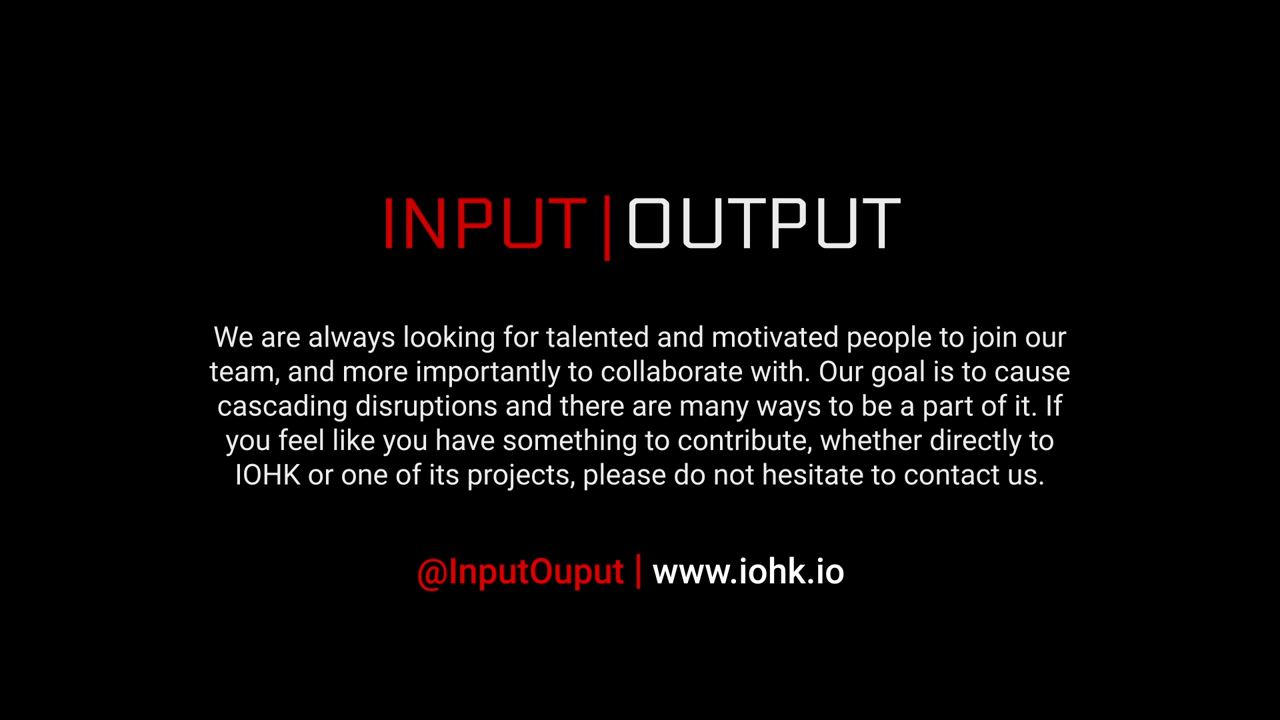 INPUT|OUTPUT
We are always looking for talented and motivated people to join our
team, and more importantly to collaborate with. Our goal is to cause
cascading disruptions and there are many ways to be a part of it. If
you feel like you have something to contribute, whether directly to
IOHK or one of its projects, please do not hesitate to contact us.
@InputOuput | www.iohk.io